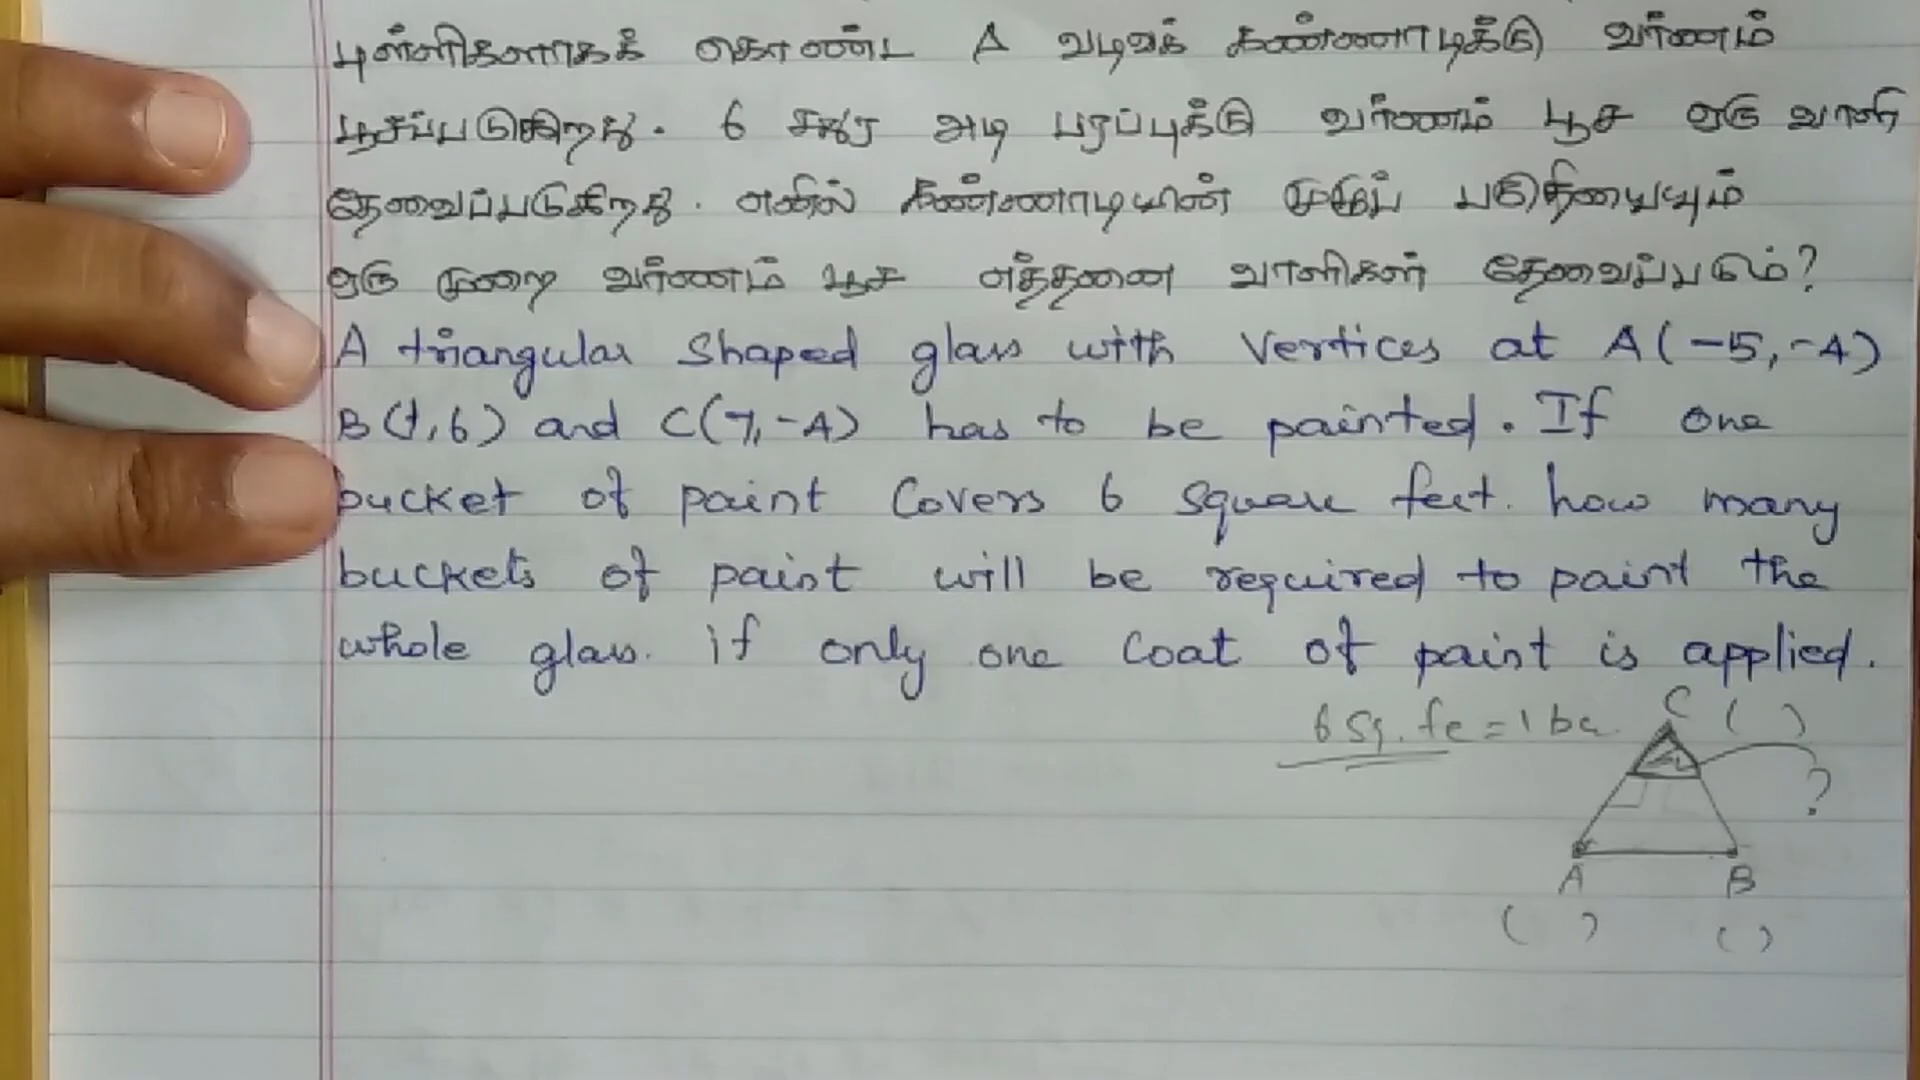 புள்ளிகளாகக் கொண்ட Δ வடிவக் கண்ணாடிக்கு வர்ணம்
பூசப்படுகிறது. 6 சதுர அடி பரப்புக்கு வர்ணம் பூச ஒரு வாளி
தேவைப்படுகிறது. எனில் கண்ணாடியின் முழுப் பகுதியையும்
ஒரு முறை வர்ணம் பூச எத்தனை வாளிகள் தேவைப்படும்?
A triangular shaped glass with vertices at A(-5,-4)
B(1,6) and C(7,-4) has to be painted. If one
bucket of paint covers 6 square feet. how many
buckets of paint will be required to paint the
whole glass. if only one coat of paint is applied.
6 sq. fe = 1 bc
C ( )
?
A B
( ) ( )